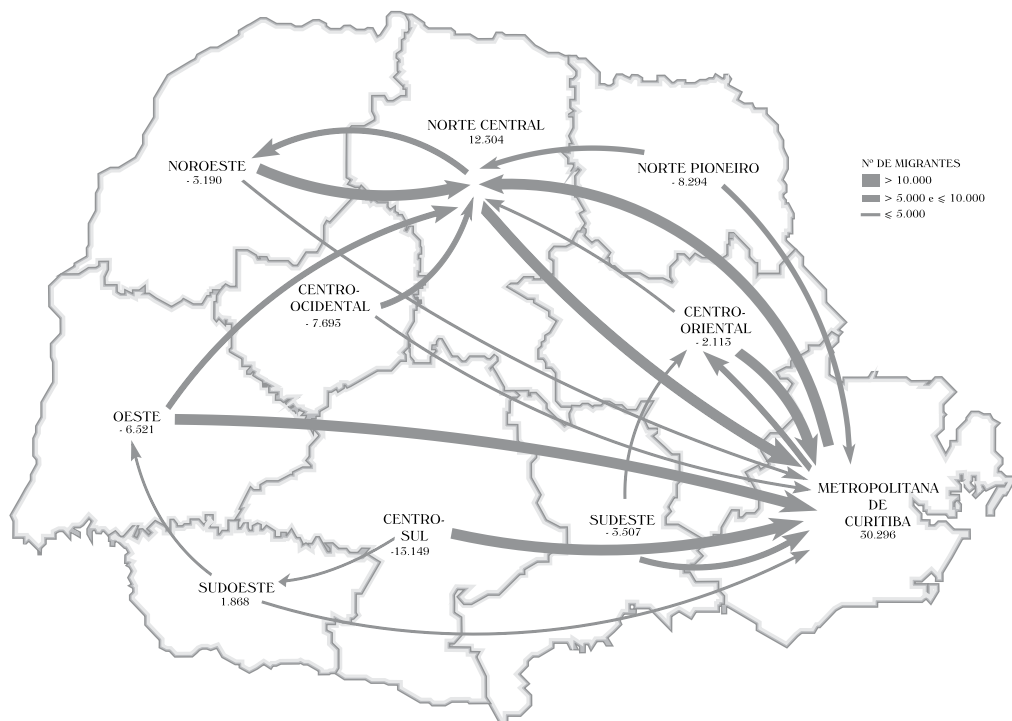 NORTE CENTRAL
12.304
NOROESTE
- 3.190
NORTE PIONEIRO
- 8.294
Nº DE MIGRANTES
> 10.000
> 5.000 e ≤ 10.000
≤ 5.000
CENTRO-
OCIDENTAL
- 7.693
CENTRO-
ORIENTAL
- 2.113
OESTE
- 6.521
METROPOLITANA
DE
CURITIBA
30.296
CENTRO-
SUL
-13.149
SUDESTE
- 3.507
SUDOESTE
1.868